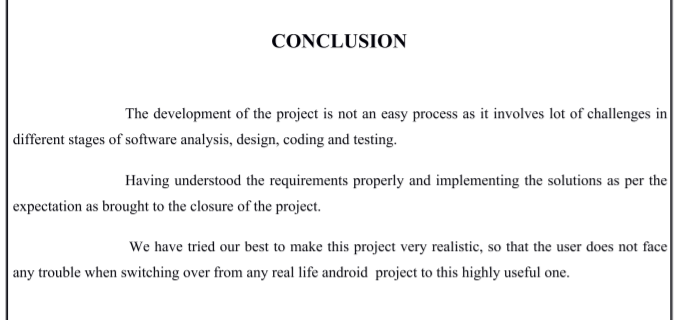 CONCLUSION
The development of the project is not an easy process as it involves lot of challenges in
different stages of software analysis, design, coding and testing.
Having understood the requirements properly and implementing the solutions as per the
expectation as brought to the closure of the project.
We have tried our best to make this project very realistic, so that the user does not face
any trouble when switching over from any real life android project to this highly useful one.